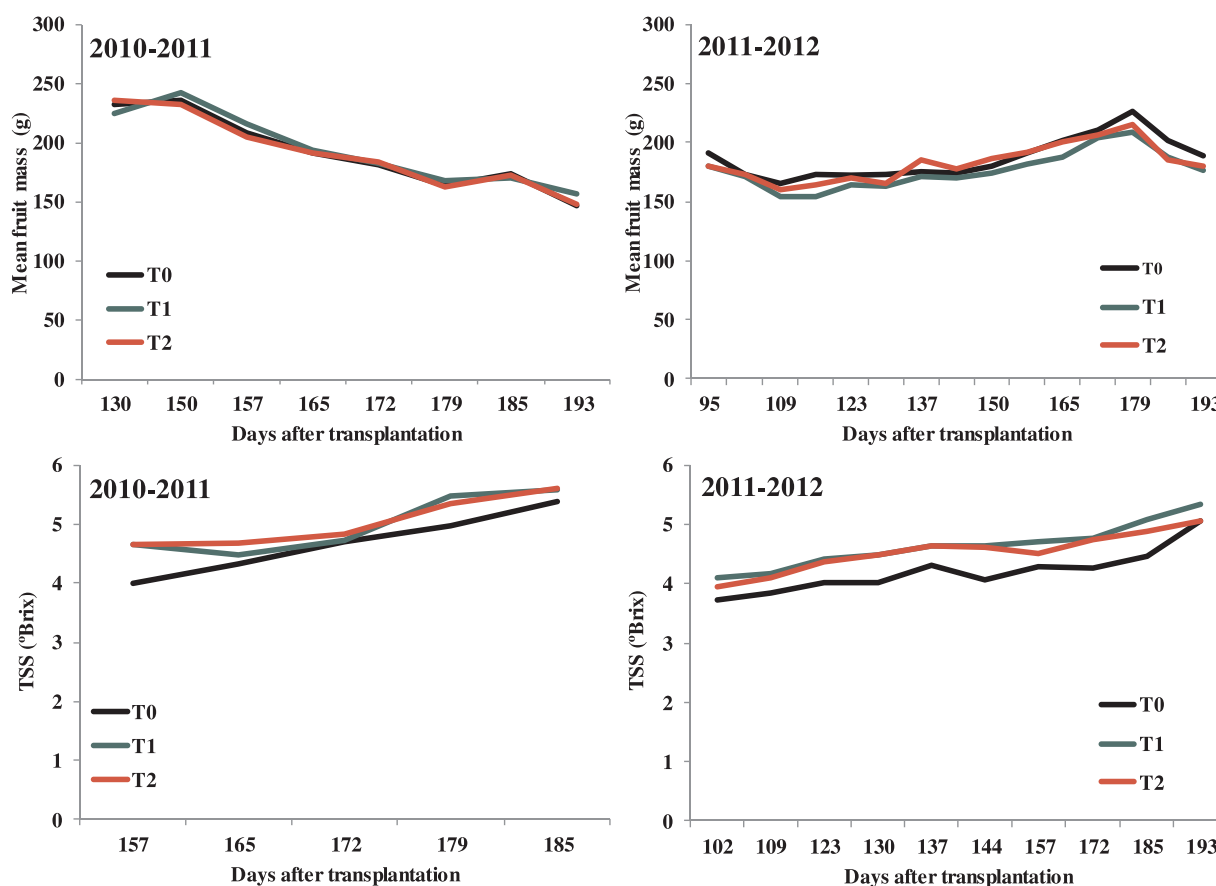 2010-2011
Mean fruit mass (g)
300
250
200
150
100
50
0
T0
T1
T2
130 150 157 165 172 179 185 193
Days after transplantation
2011-2012
Mean fruit mass (g)
300
250
200
150
100
50
0
T0
T1
T2
95 109 123 137 150 165 179 193
Days after transplantation
2010-2011
TSS (ºBrix)
6
5
4
3
2
1
0
T0
T1
T2
157 165 172 179 185
Days after transplantation
2011-2012
TSS (ºBrix)
6
5
4
3
2
1
0
T0
T1
T2
102 109 123 130 137 144 157 172 185 193
Days after transplantation